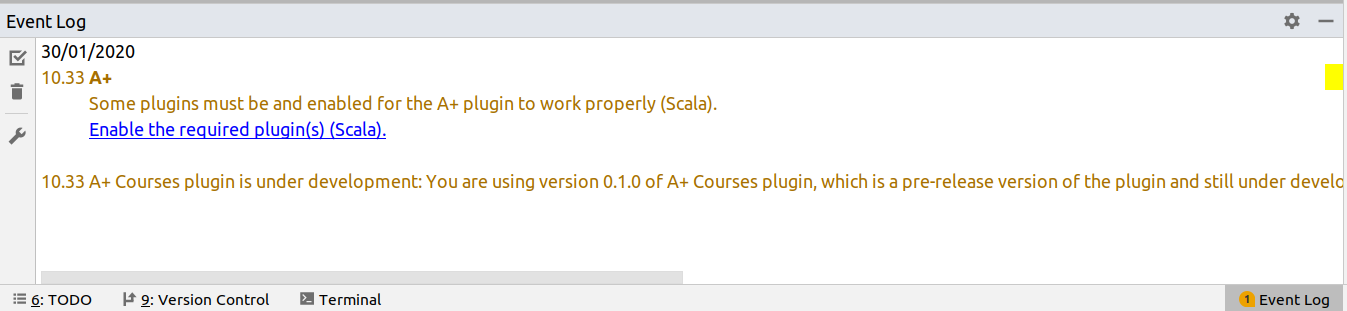 Event Log
30/01/2020
10.33 A+
Some plugins must be and enabled for the A+ plugin to work properly (Scala).
Enable the required plugin(s) (Scala).
10.33 A+ Courses plugin is under development: You are using version 0.1.0 of A+ Courses plugin, which is a pre-release version of the plugin and still under develo
6: TODO 9: Version Control Terminal 1 Event Log